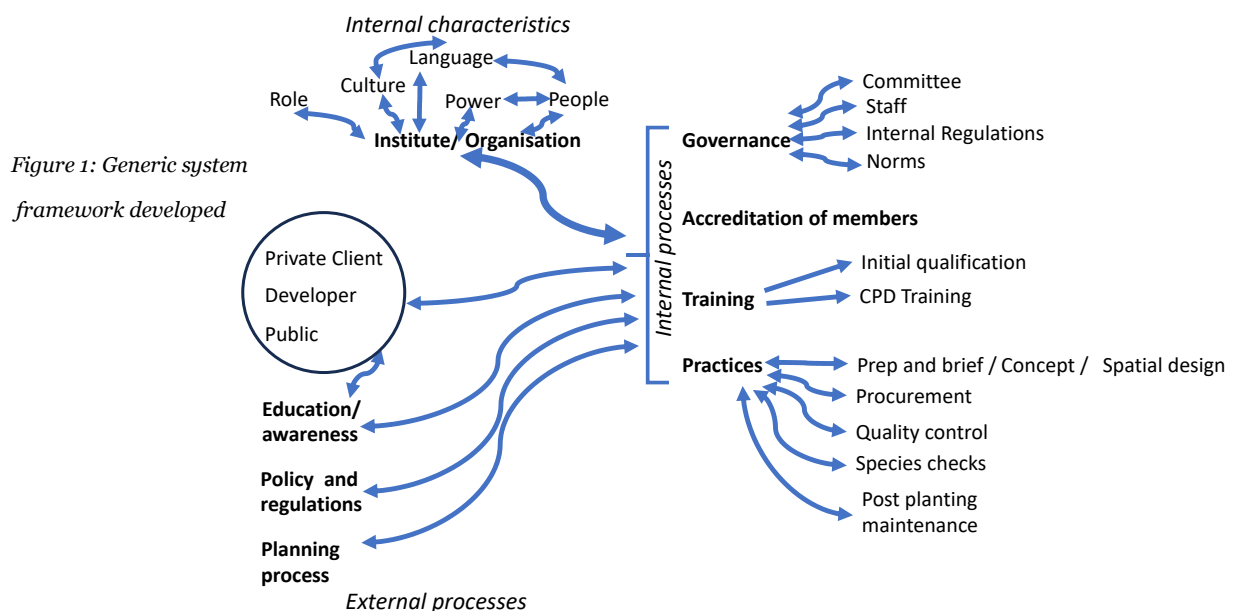 Internal characteristics
Language
Culture
Role
Power
People
Institute/ Organisation
Figure 1: Generic system
framework developed
Private Client
Developer
Public
Education/
awareness
Policy and
regulations
Planning
process
External processes
Internal processes
Governance
Committee
Staff
Internal Regulations
Norms
Accreditation of members
Training
Initial qualification
CPD Training
Practices
Prep and brief / Concept / Spatial design
Procurement
Quality control
Species checks
Post planting
maintenance